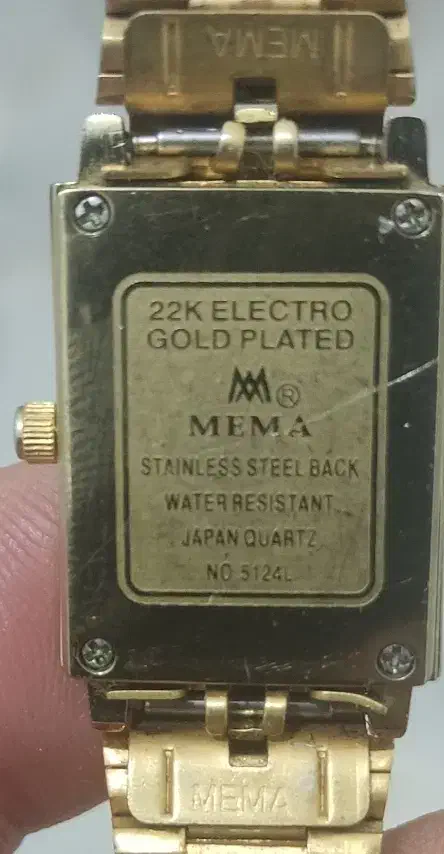 MEMA
22K ELECTRO
GOLD PLATED
®
MEMA
STAINLESS STEEL BACK
WATER RESISTANT
JAPAN QUARTZ
NO 5124L
MEMA